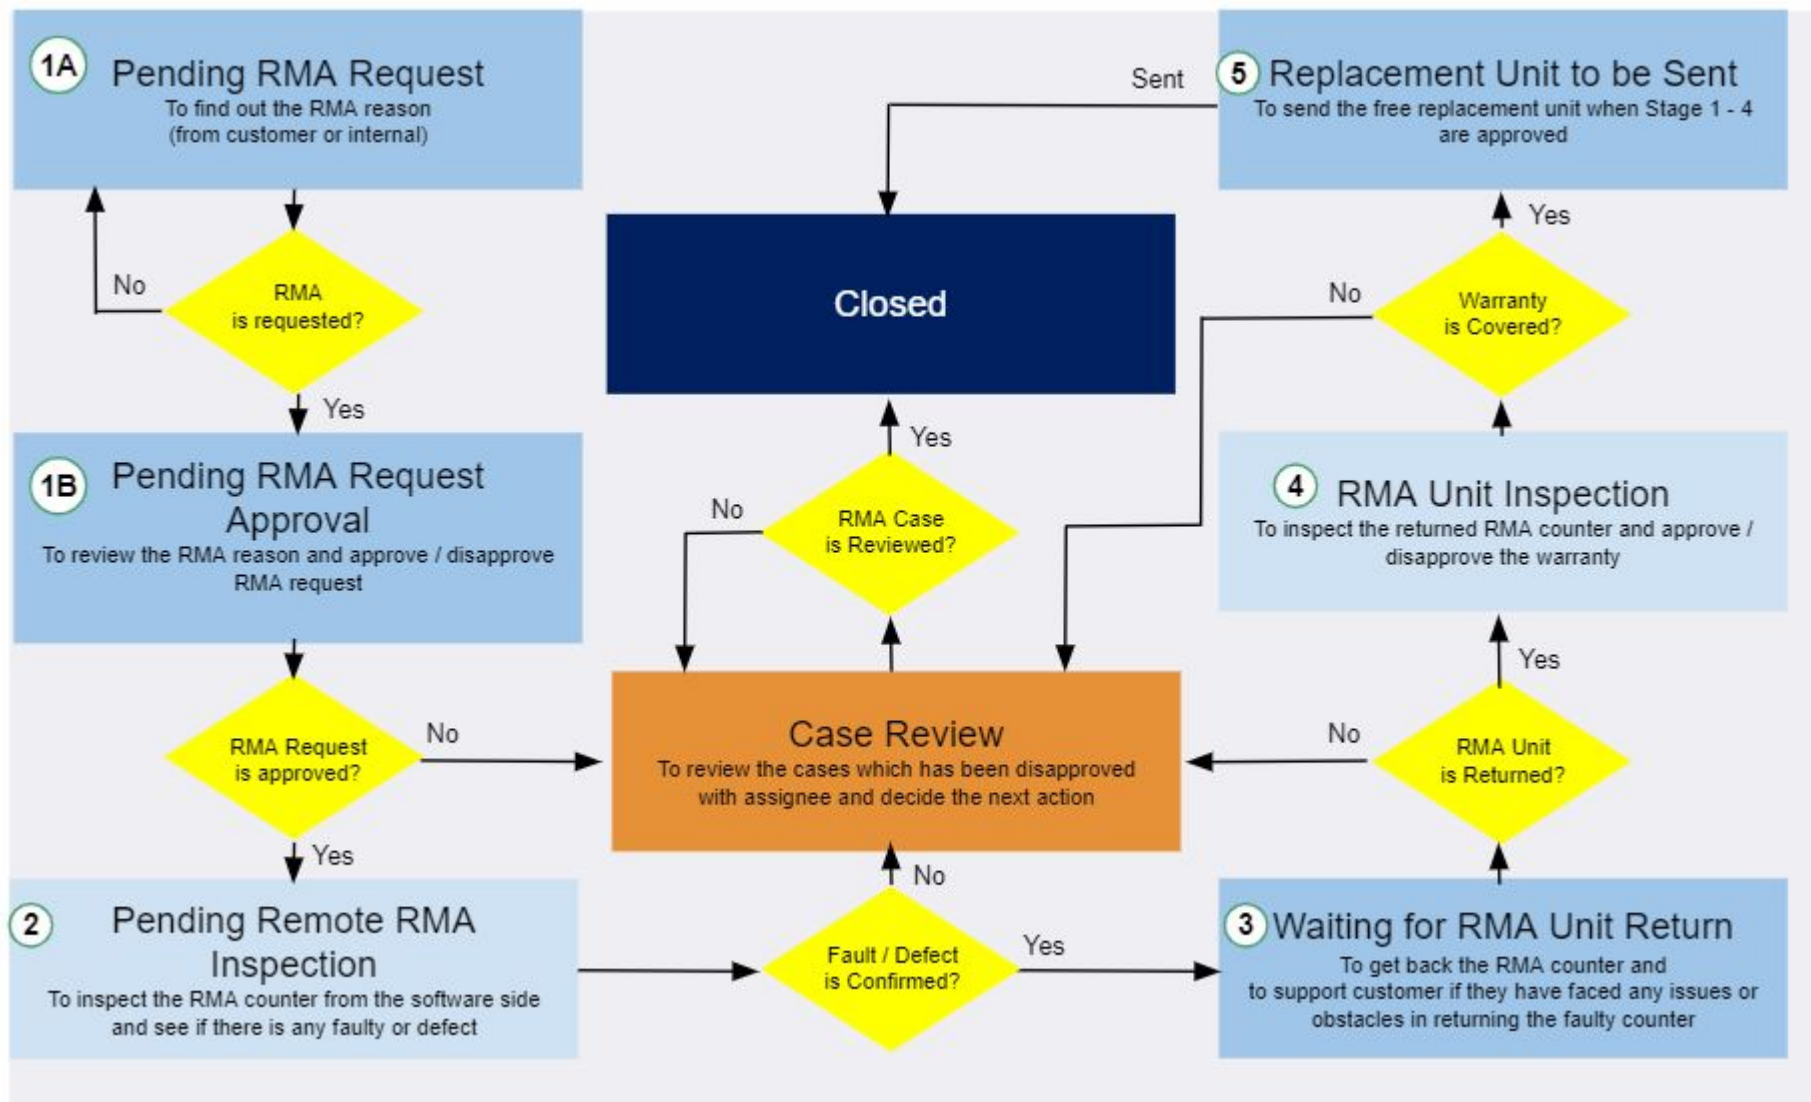 1A
Pending RMA Request
To find out the RMA reason
(from customer or internal)
No
RMA
is requested?
Yes
1B
Pending RMA Request
Approval
To review the RMA reason and approve / disapprove
RMA request
RMA Request
is approved?
No
Yes
2
Pending Remote RMA
Inspection
To inspect the RMA counter from the software side
and see if there is any faulty or defect
Fault / Defect
is Confirmed?
No
Yes
3
Waiting for RMA Unit Return
To get back the RMA counter and
to support customer if they have faced any issues or
obstacles in returning the faulty counter
RMA Unit
is Returned?
No
Yes
4
RMA Unit Inspection
To inspect the returned RMA counter and approve /
disapprove the warranty
Warranty
is Covered?
No
Yes
5
Replacement Unit to be Sent
To send the free replacement unit when Stage 1 - 4
are approved
Sent
Closed
Case Review
To review the cases which has been disapproved
with assignee and decide the next action
RMA Case
is Reviewed?
No
Yes